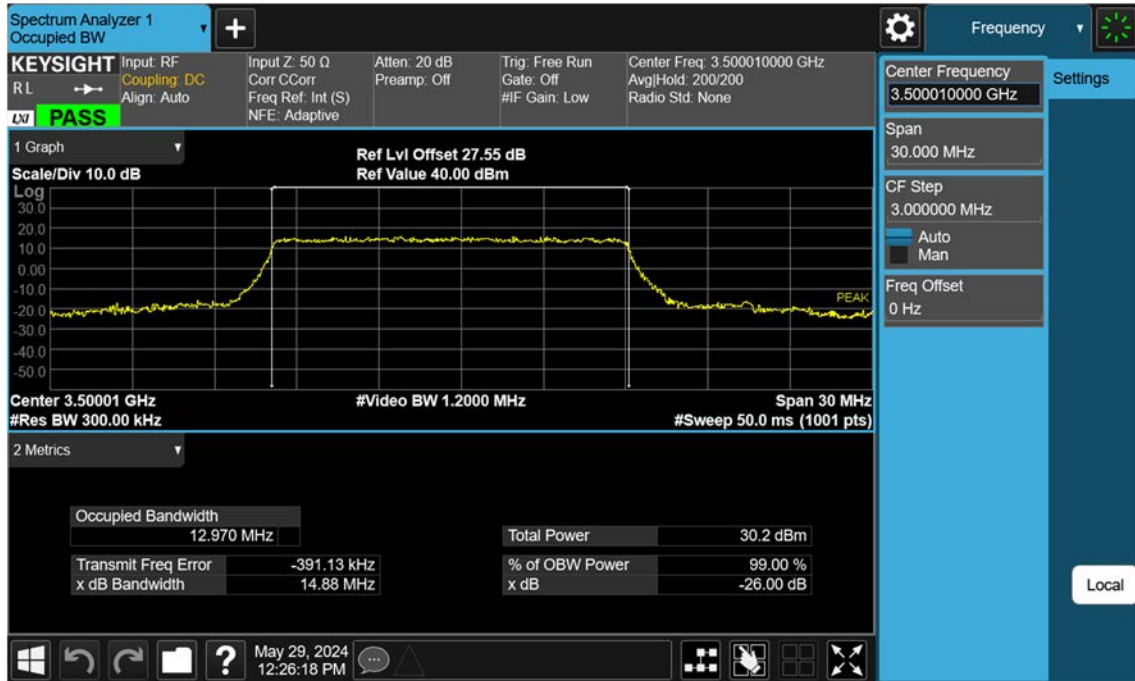 Spectrum Analyzer 1
Occupied BW
Frequency
KEYSIGHT
R L
LXI
PASS
Input: RF
Coupling: DC
Align: Auto
Input Z: 50 Ω
Corr CCorr
Freq Ref: Int (S)
NFE: Adaptive
Atten: 20 dB
Preamp: Off
Trig: Free Run
Gate: Off
#IF Gain: Low
Center Freq: 3.500010000 GHz
Avg|Hold: 200/200
Radio Std: None
1 Graph
Scale/Div 10.0 dB
Ref Lvl Offset 27.55 dB
Ref Value 40.00 dBm
Log
30.0
20.0
10.0
0.00
-10.0
-20.0
-30.0
-40.0
-50.0
PEAK
Center 3.50001 GHz
#Res BW 300.00 kHz
#Video BW 1.2000 MHz
Span 30 MHz
#Sweep 50.0 ms (1001 pts)
2 Metrics
Occupied Bandwidth
12.970 MHz
Total Power 30.2 dBm
Transmit Freq Error -391.13 kHz
% of OBW Power 99.00 %
x dB Bandwidth 14.88 MHz
x dB -26.00 dB
May 29, 2024
12:26:18 PM
Center Frequency
3.500010000 GHz
Settings
Span
30.000 MHz
CF Step
3.000000 MHz
Auto
Man
Freq Offset
0 Hz
Local